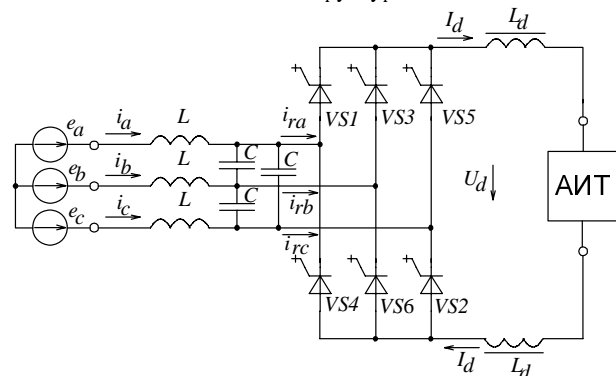 I_d
L_d
VS1
VS3
VS5
e_a
i_a
L
i_ra
e_b
i_b
L
C
C
e_c
i_c
L
C
i_rb
i_rc
U_d
АИТ
VS4
VS6
VS2
I_d
L_d